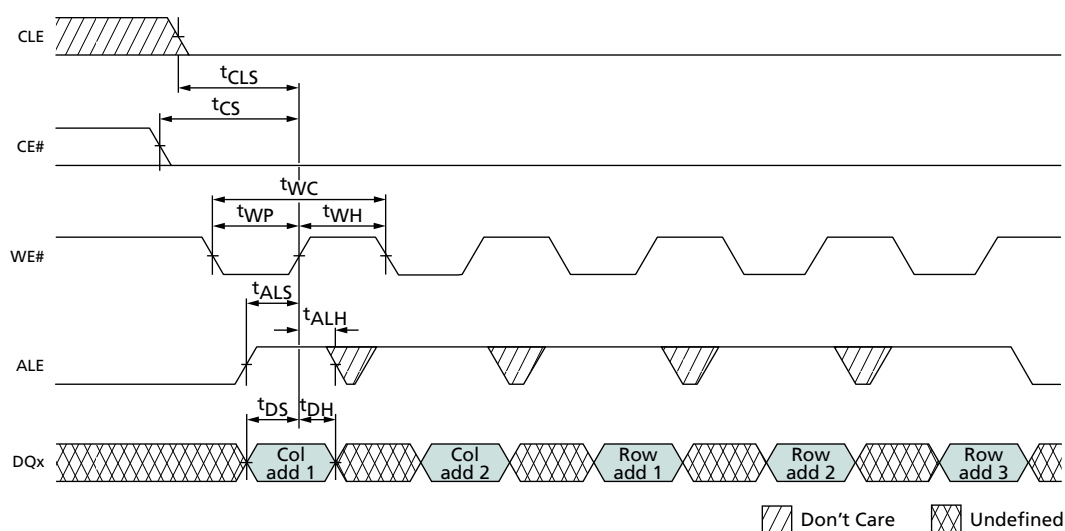 CLE
tCLS
tCS
CE#
tWC
tWP
tWH
WE#
tALS
tALH
ALE
tDS
tDH
DQx
Col add 1
Col add 2
Row add 1
Row add 2
Row add 3
Don't Care
Undefined